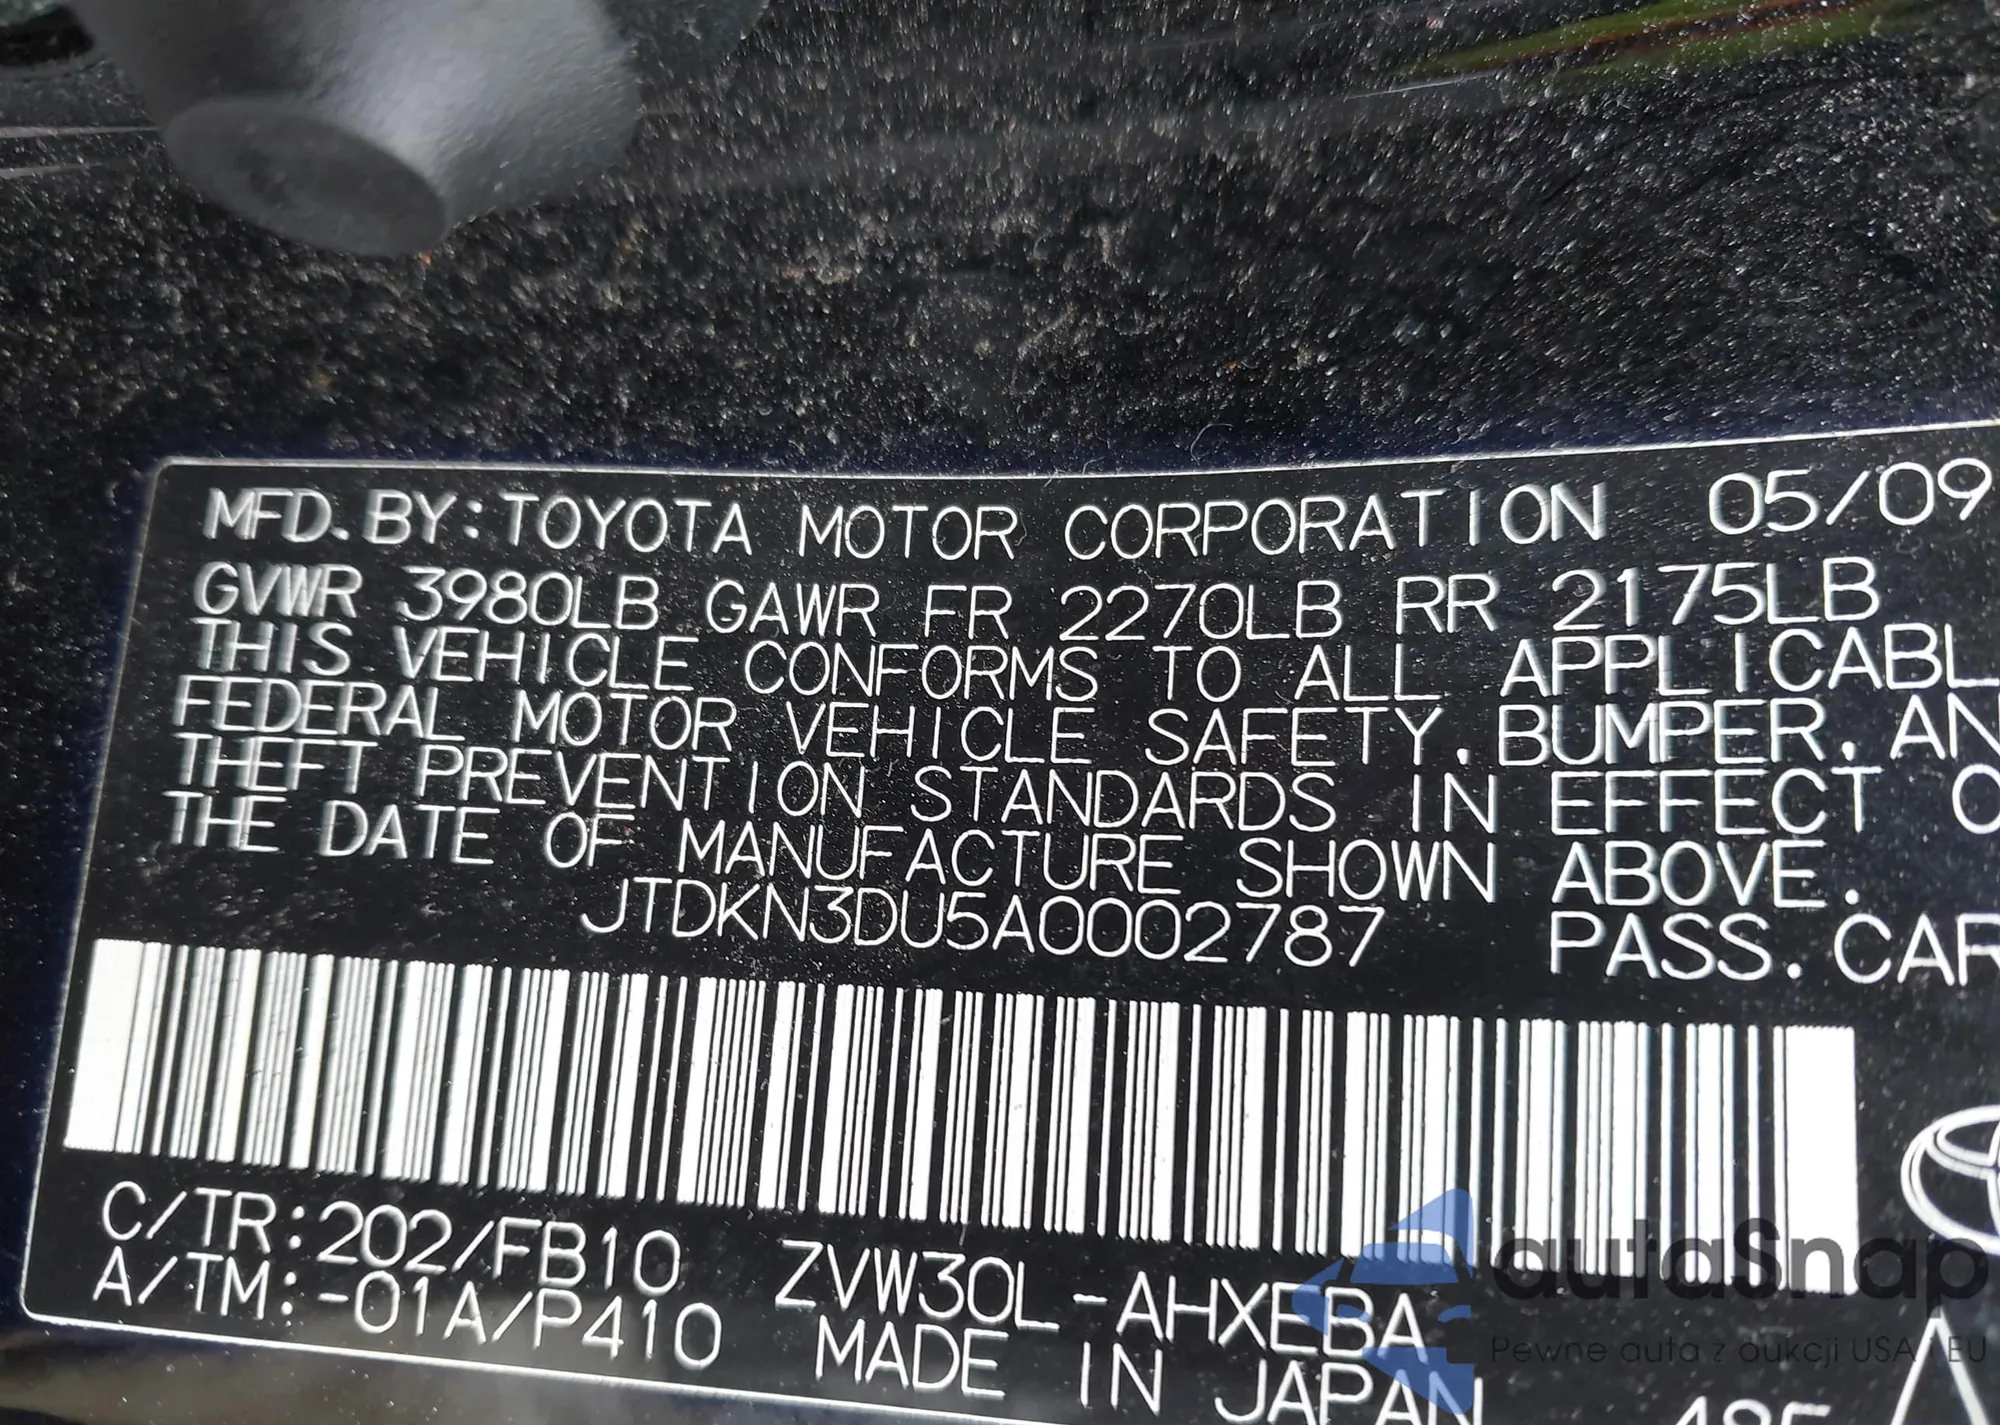 MFD.BY:TOYOTA MOTOR CORPORATION 05/09
GVWR 3980LB GAWR FR 2270LB RR 2175LB
THIS VEHICLE CONFORMS TO ALL APPLICABL
FEDERAL MOTOR VEHICLE SAFETY, BUMPER, AN
THEFT PREVENTION STANDARDS IN EFFECT O
THE DATE OF MANUFACTURE SHOWN ABOVE.
JTDKN3DU5A0002787 PASS.CAR
C/TR:202/FB10 ZVW30L-AHXEBA
A/TM:-01A/P410 MADE IN JAPAN
autaSnap
Pewne auta z aukcji USA EU